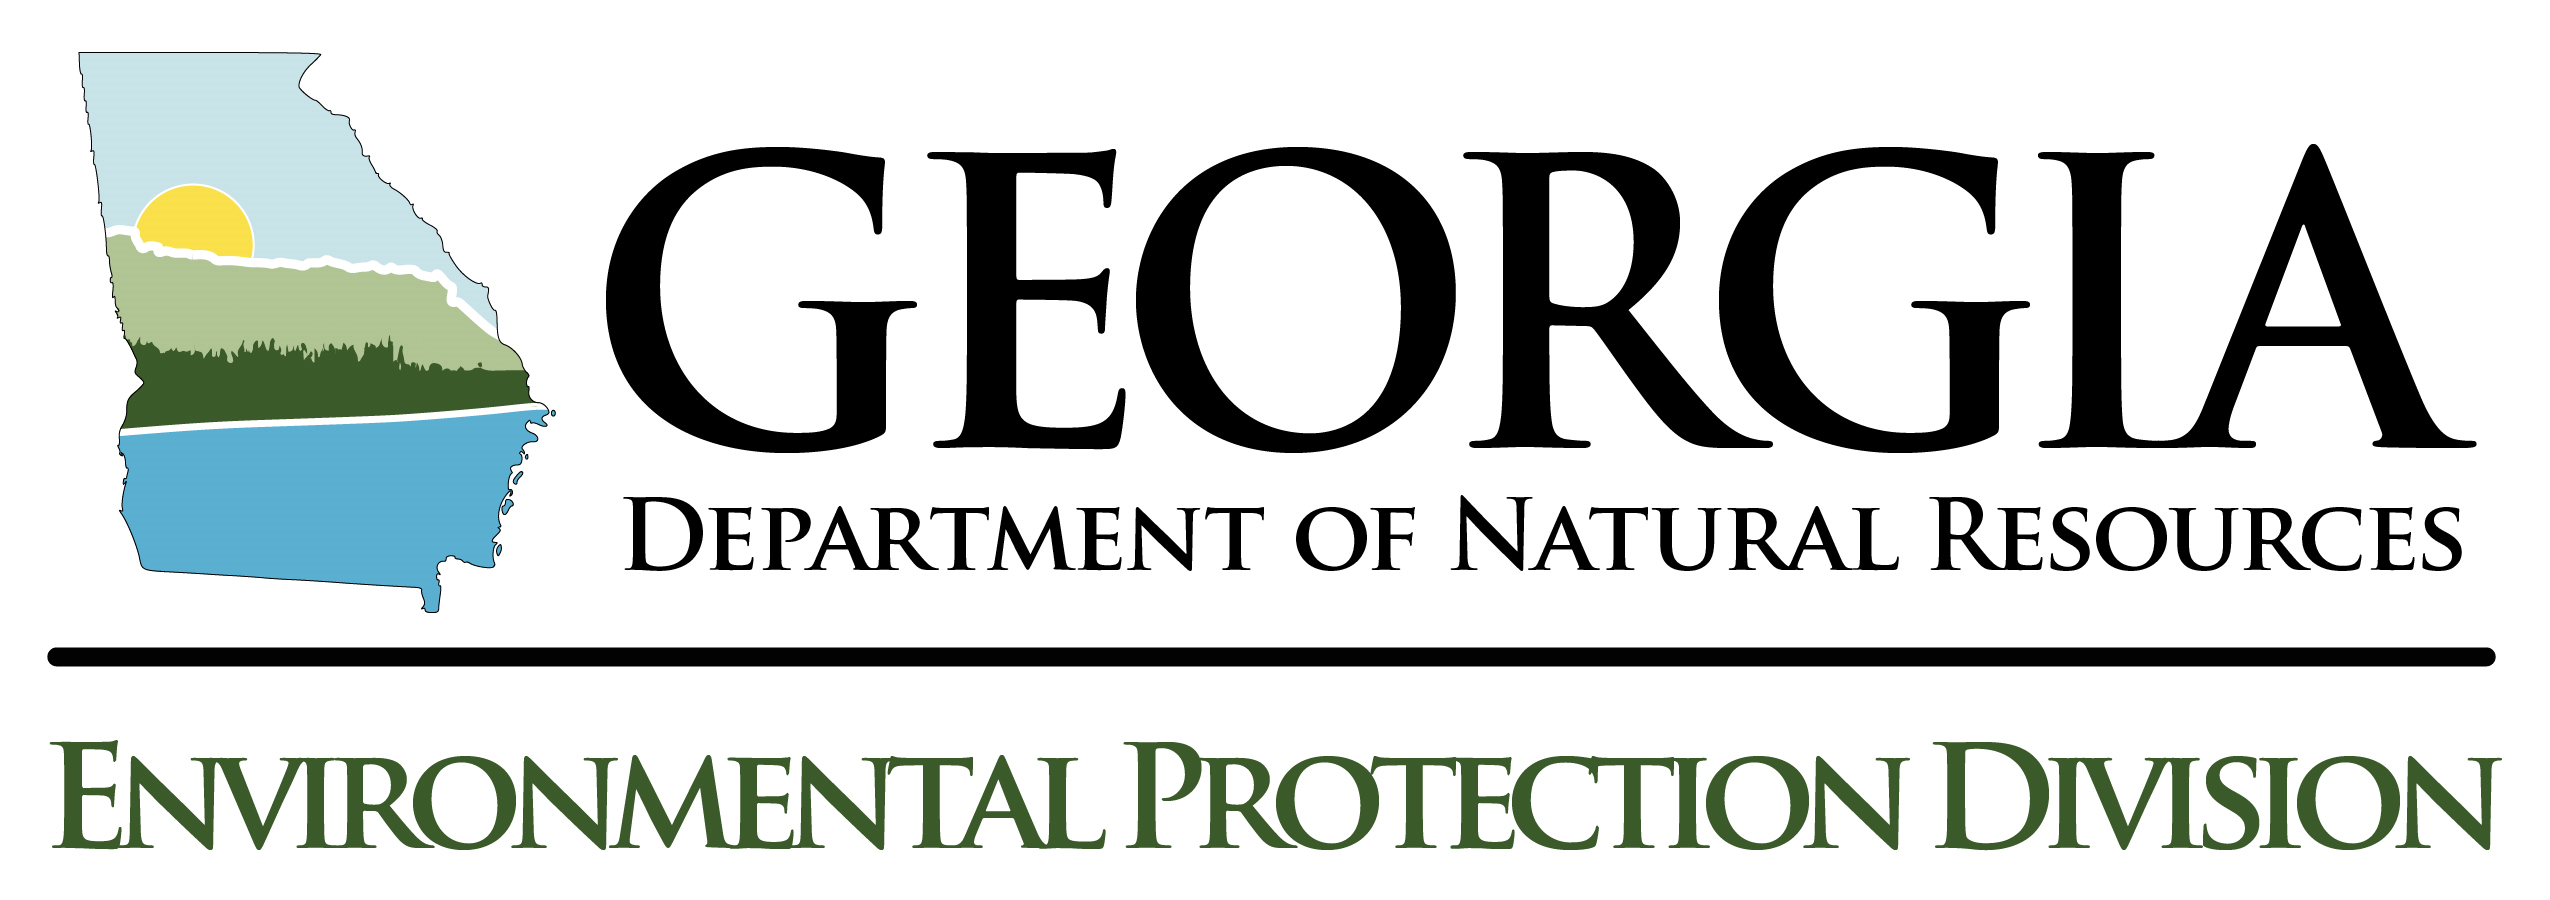 GEORGIA
DEPARTMENT OF NATURAL RESOURCES
ENVIRONMENTAL PROTECTION DIVISION